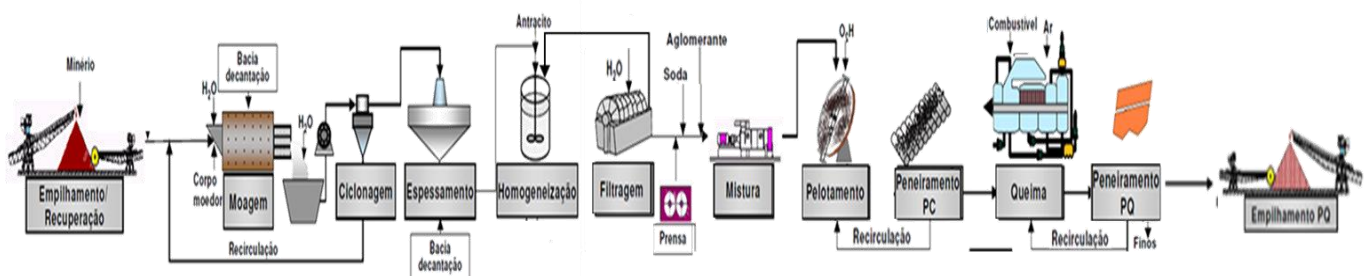 Minério
Empilhamento/
Recuperação
H₂O
Bacia
decantação
Corpo
moedor
Moagem
H₂O
Recirculação
Ciclonagem
Espessamento
Bacia
decantação
Antracito
Homogeneização
H₂O
Filtragem
Aglomerante
Soda
Prensa
Mistura
Pelotamento
Recirculação
Peneiramento
PC
Combustível
Ar
Queima
Recirculação
Peneiramento
PQ
Finos
Empilhamento PQ